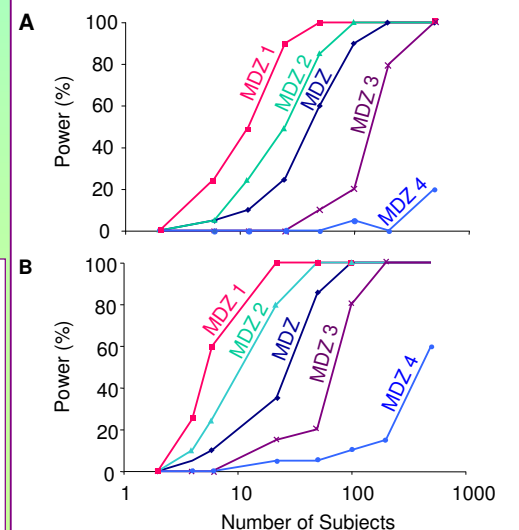 A
100
80
60
40
20
0
Power (%)
MDZ 1
MDZ 2
MDZ
MDZ 3
MDZ 4
B
100
80
60
40
20
0
Power (%)
MDZ 1
MDZ 2
MDZ
MDZ 3
MDZ 4
1 10 100 1000
Number of Subjects